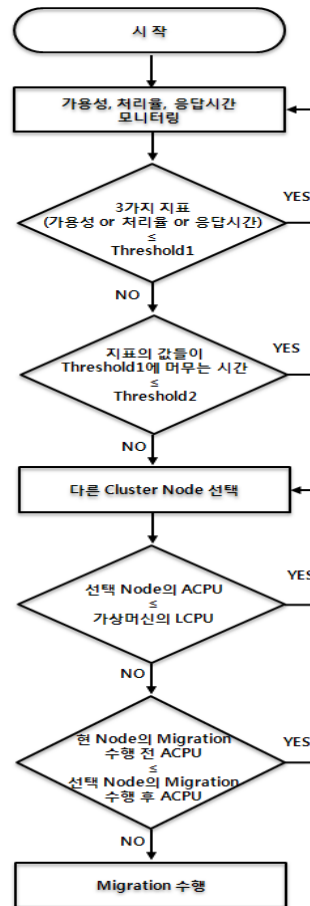 시 작
가용성, 처리율, 응답시간
모니터링
3가지 지표
(가용성 or 처리율 or 응답시간)
≤
Threshold1
YES
NO
지표의 값들이
Threshold1에 머무는 시간
≤
Threshold2
YES
NO
다른 Cluster Node 선택
선택 Node의 ACPU
≤
가상머신의 LCPU
YES
NO
현 Node의 Migration
수행 전 ACPU
≤
선택 Node의 Migration
수행 후 ACPU
YES
NO
Migration 수행